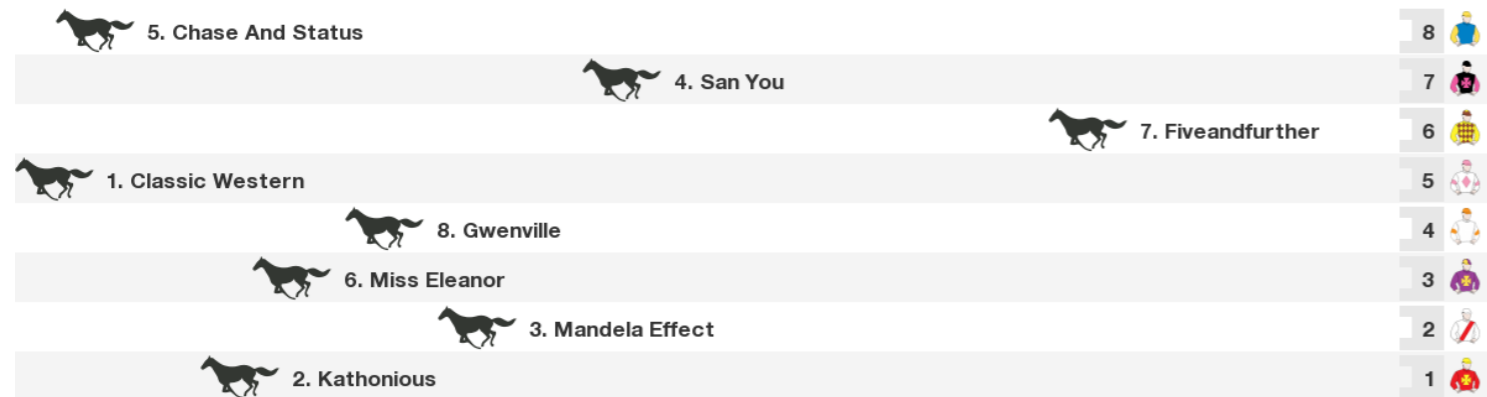 5. Chase And Status 8
4. San You 7
7. Fiveandfurther 6
1. Classic Western 5
8. Gwenville 4
6. Miss Eleanor 3
3. Mandela Effect 2
2. Kathonious 1